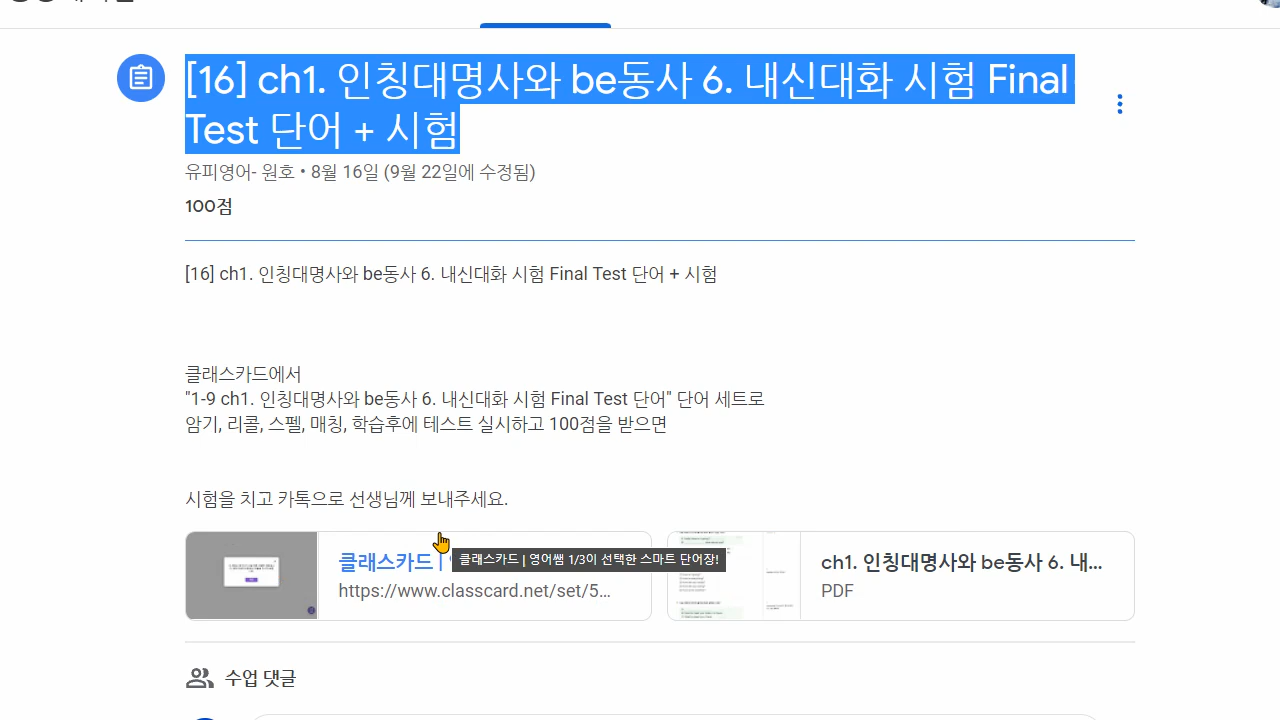 [16] ch1. 인칭대명사와 be동사 6. 내신대화 시험 Final
Test 단어 + 시험
유피영어- 원호 • 8월 16일 (9월 22일에 수정됨)
100점
[16] ch1. 인칭대명사와 be동사 6. 내신대화 시험 Final Test 단어 + 시험
클래스카드에서
"1-9 ch1. 인칭대명사와 be동사 6. 내신대화 시험 Final Test 단어" 단어 세트로
암기, 리콜, 스펠, 매칭, 학습후에 테스트 실시하고 100점을 받으면
시험을 치고 카톡으로 선생님께 보내주세요.
클래스카드 |
클래스카드 | 영어쌤 1/3이 선택한 스마트 단어장!
https://www.classcard.net/set/5...
ch1. 인칭대명사와 be동사 6. 내...
PDF
수업 댓글